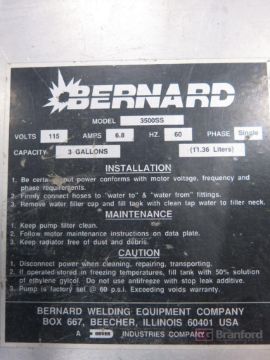 BERNARD
MODEL 3500SS
VOLTS 115 AMPS 6.8 HZ. 60 PHASE Single
CAPACITY 3 GALLONS (11.36 Liters)
INSTALLATION
1. Be certain input power conforms with motor voltage, frequency and
phase requirements.
2. Firmly connect hoses to "water to" & "water from" fittings.
3. Remove water filler cap and fill tank with clean tap water to filler neck.
MAINTENANCE
1. Keep pump filter clean.
2. Follow motor maintenance instructions on data plate.
3. Keep radiator free of dust and debris.
CAUTION
1. Disconnect power when cleaning, repairing, transporting.
2. If operated/stored in freezing temperatures, fill tank with 50% solution
of ethylene gylcol. Do not use antifreeze with stop leak additive.
3. Pump is factory set @ 60 p.s.i. Exceeding voids warranty.
BERNARD WELDING EQUIPMENT COMPANY
BOX 667, BEECHER, ILLINOIS 60401 USA
A DOVER INDUSTRIES COMPANY
Branford